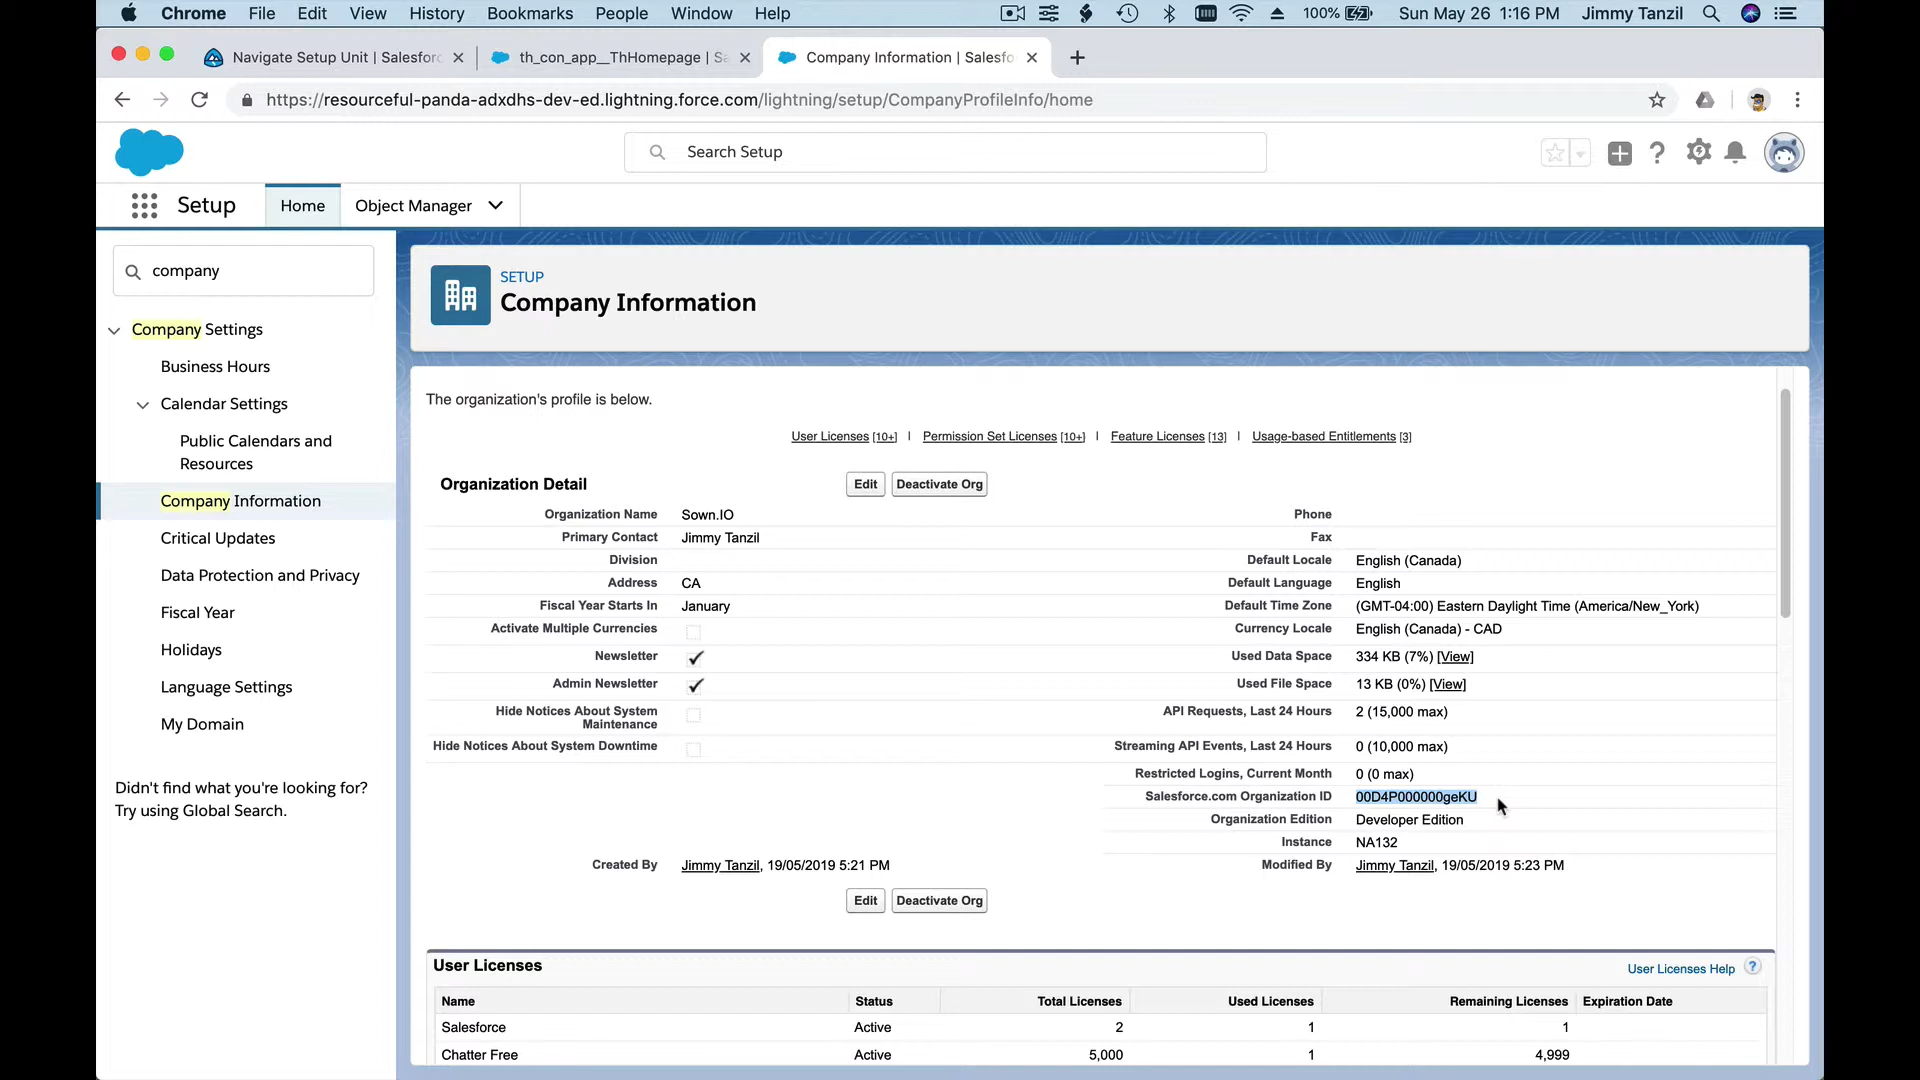 Chrome File Edit View History Bookmarks People Window Help 100% Sun May 26 1:16 PM Jimmy Tanzil
Navigate Setup Unit | Salesforc
th_con_app__ThHomepage | Sa
Company Information | Salesfo
https://resourceful-panda-adxdhs-dev-ed.lightning.force.com/lightning/setup/CompanyProfileInfo/home
Search Setup
Setup Home Object Manager
company
Company Settings
Business Hours
Calendar Settings
Public Calendars and
Resources
Company Information
Critical Updates
Data Protection and Privacy
Fiscal Year
Holidays
Language Settings
My Domain
Didn't find what you're looking for?
Try using Global Search.
SETUP
Company Information
The organization's profile is below.
User Licenses [10+] | Permission Set Licenses [10+] | Feature Licenses [13] | Usage-based Entitlements [3]
Organization Detail Edit Deactivate Org
Organization Name Sown.IO Phone
Primary Contact Jimmy Tanzil Fax
Division Default Locale English (Canada)
Address CA Default Language English
Fiscal Year Starts In January Default Time Zone (GMT-04:00) Eastern Daylight Time (America/New_York)
Activate Multiple Currencies Currency Locale English (Canada) - CAD
Newsletter Used Data Space 334 KB (7%) [View]
Admin Newsletter Used File Space 13 KB (0%) [View]
Hide Notices About System
Maintenance API Requests, Last 24 Hours 2 (15,000 max)
Hide Notices About System Downtime Streaming API Events, Last 24 Hours 0 (10,000 max)
Restricted Logins, Current Month 0 (0 max)
Salesforce.com Organization ID 00D4P000000geKU
Organization Edition Developer Edition
Instance NA132
Created By Jimmy Tanzil, 19/05/2019 5:21 PM Modified By Jimmy Tanzil, 19/05/2019 5:23 PM
Edit Deactivate Org
User Licenses User Licenses Help ?
Name Status Total Licenses Used Licenses Remaining Licenses Expiration Date
Salesforce Active 2 1 1
Chatter Free Active 5,000 1 4,999